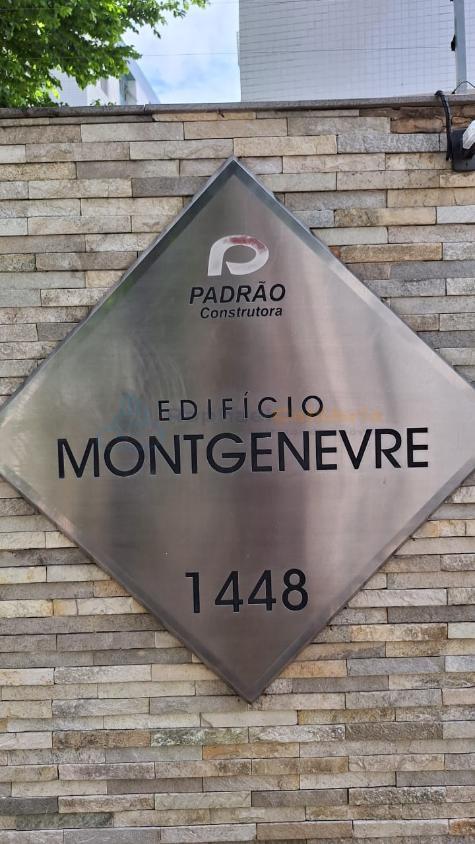 PADRÃO
Construtora
EDIFÍCIO
MONTGENEVRE
1448